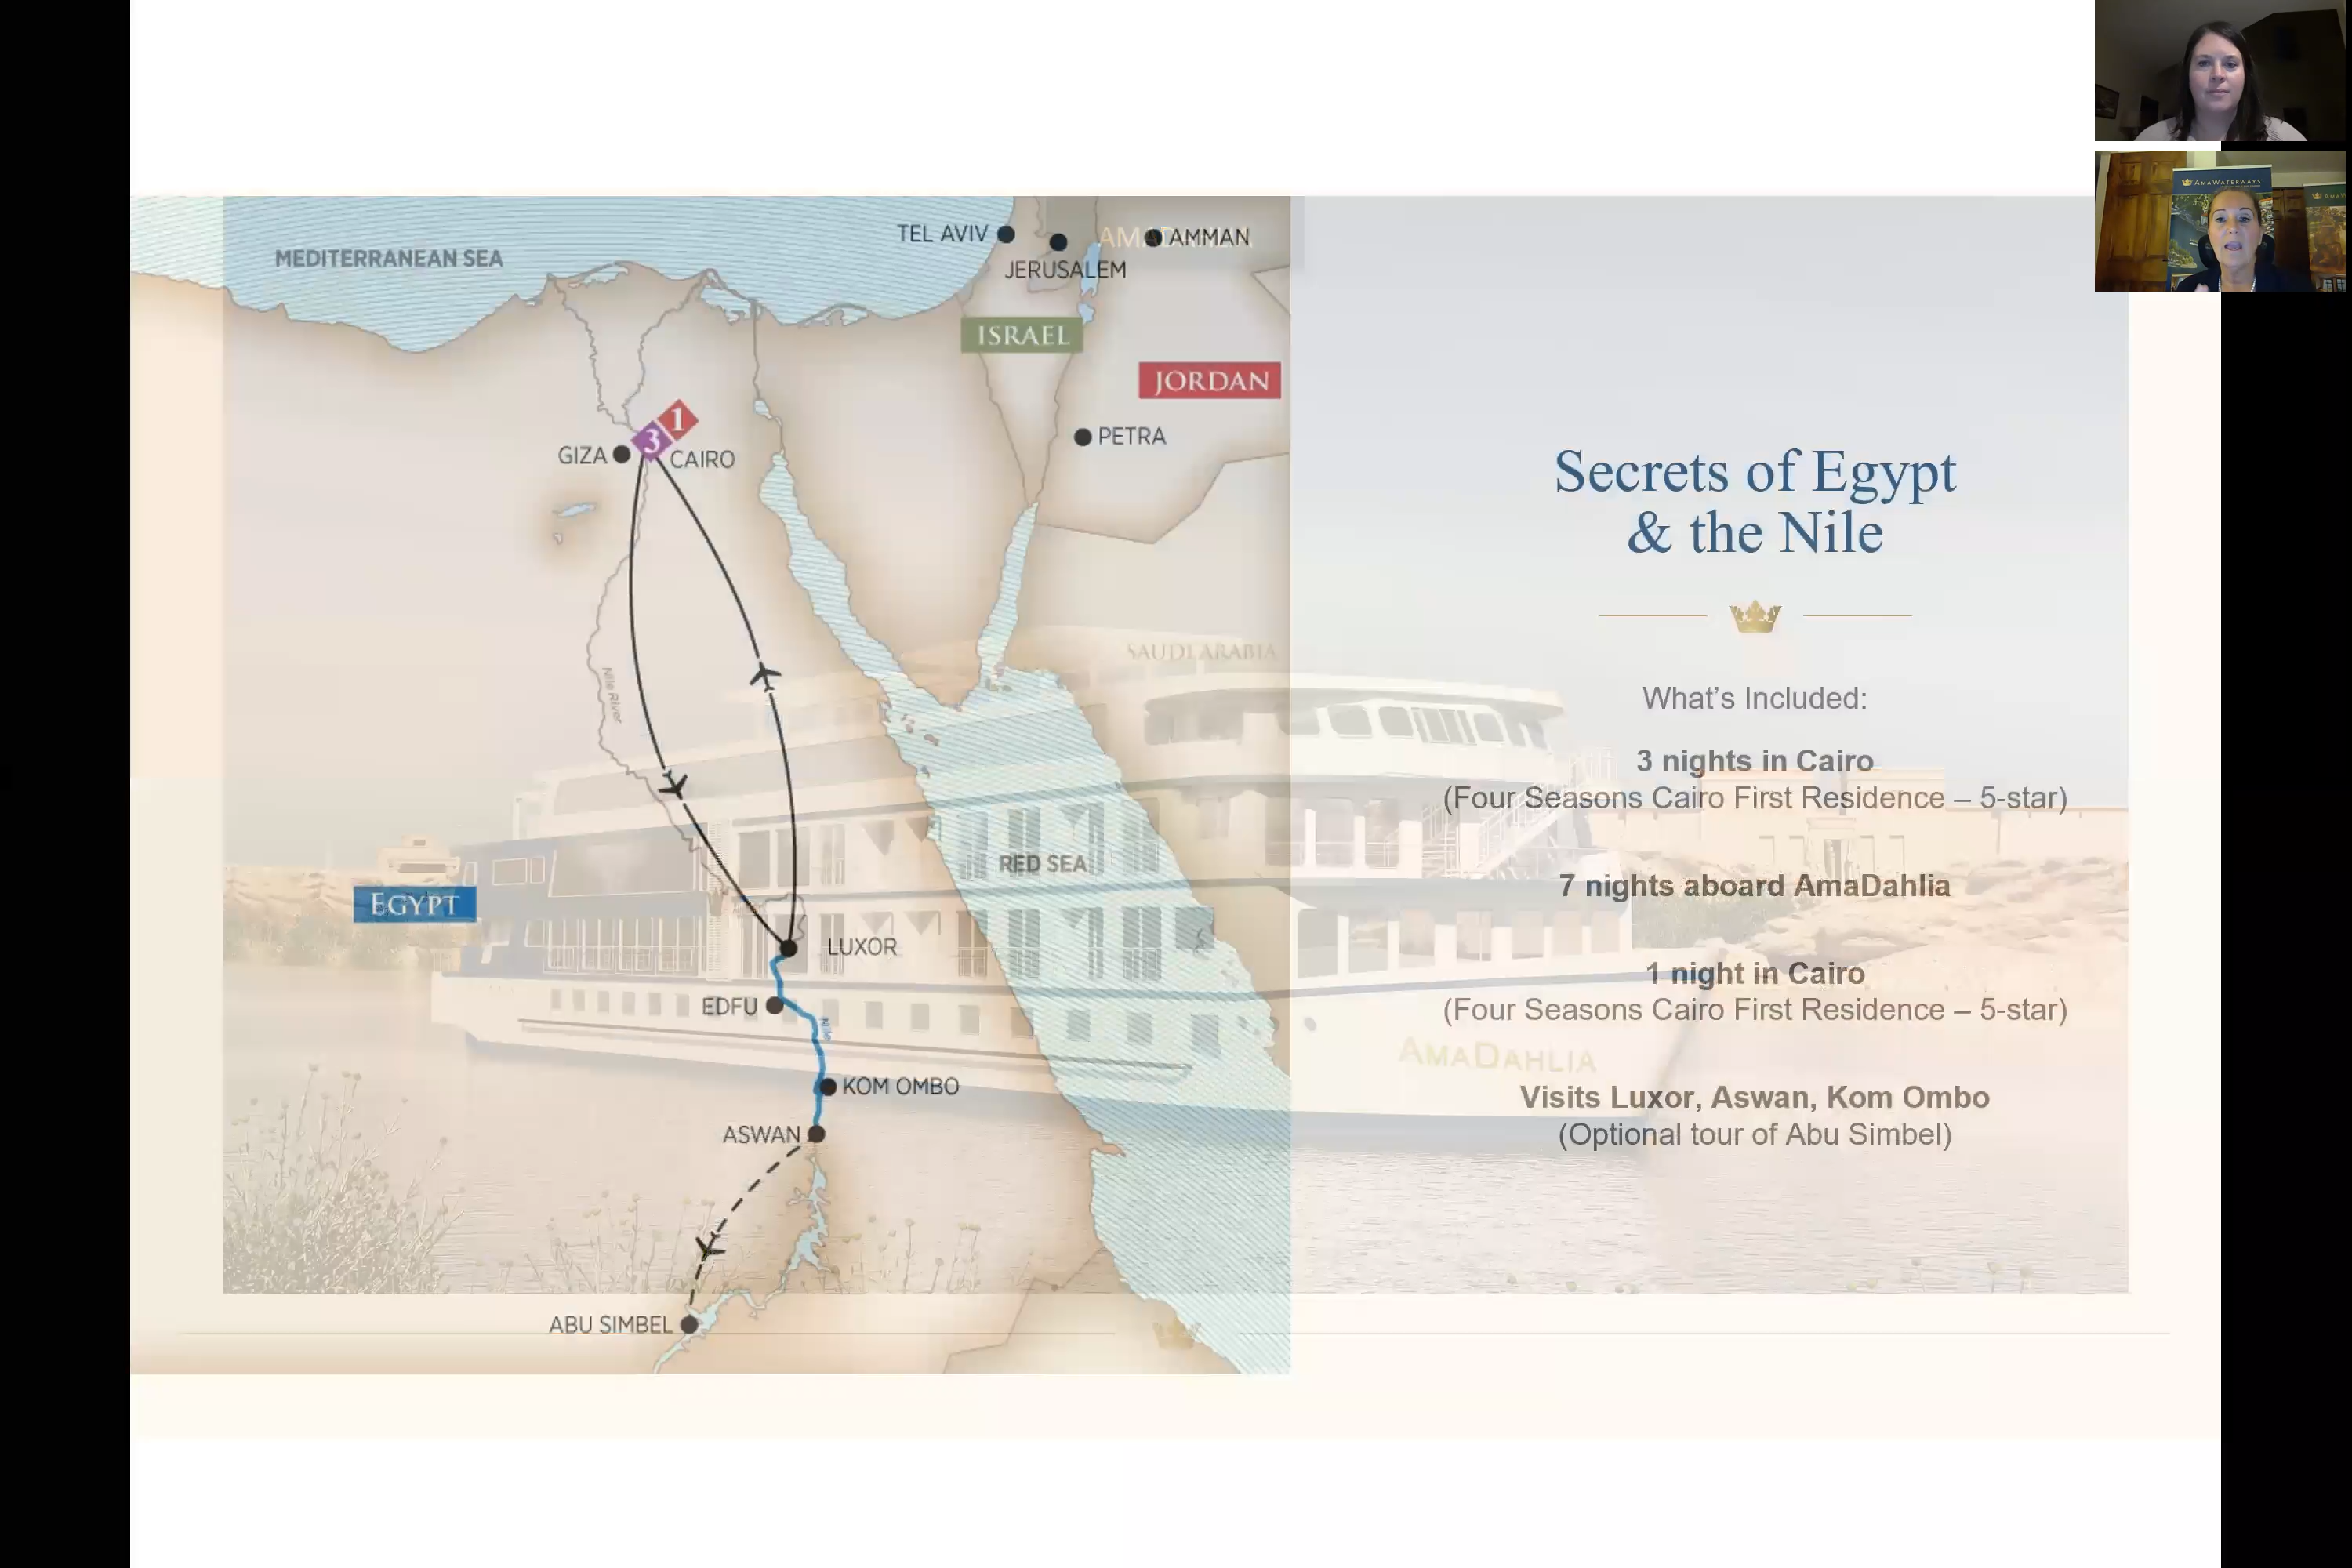 AMAWATERWAYS
MEDITERRANEAN SEA
TEL AVIV
AMMAN
JERUSALEM
ISRAEL
JORDAN
3
1
GIZA
CAIRO
PETRA
SAUDI ARABIA
Nile River
RED SEA
EGYPT
LUXOR
EDFU
KOM OMBO
ASWAN
ABU SIMBEL
Secrets of Egypt
& the Nile
What’s Included:
3 nights in Cairo
(Four Seasons Cairo First Residence – 5-star)
7 nights aboard AmaDahlia
1 night in Cairo
(Four Seasons Cairo First Residence – 5-star)
AMADAHLIA
Visits Luxor, Aswan, Kom Ombo
(Optional tour of Abu Simbel)